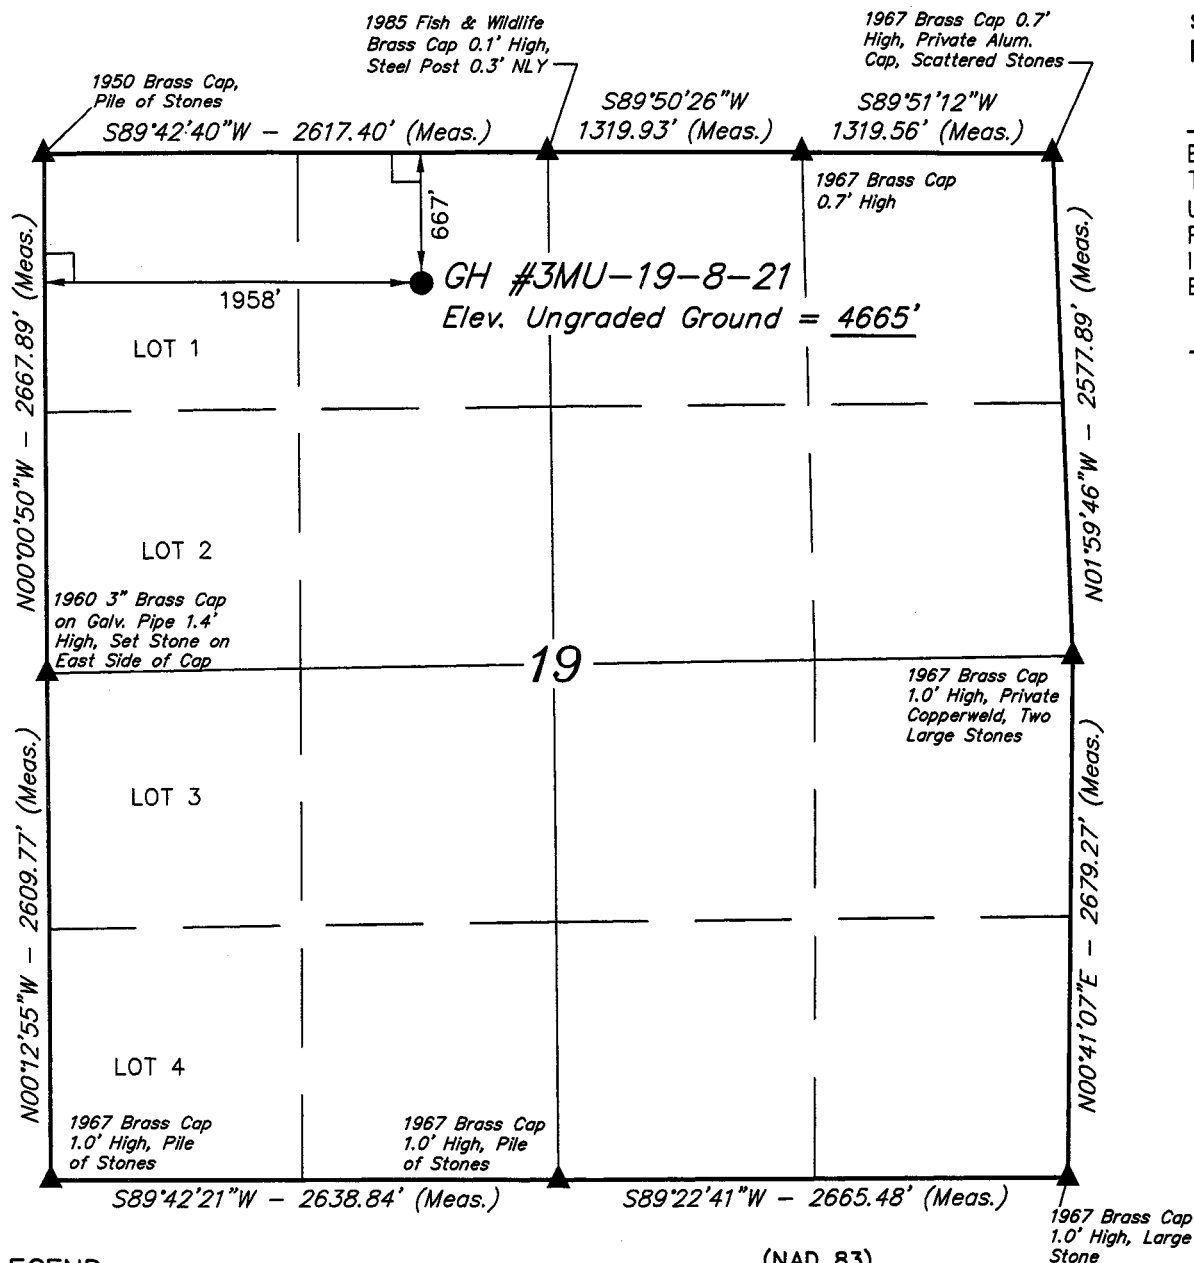 1985 Fish & Wildlife
Brass Cap 0.1' High,
Steel Post 0.3' NLY
1967 Brass Cap 0.7'
High, Private Alum.
Cap, Scattered Stones
1950 Brass Cap,
Pile of Stones
S89°42'40"W - 2617.40' (Meas.)
S89°50'26"W
1319.93' (Meas.)
S89°51'12"W
1319.56' (Meas.)
1967 Brass Cap
0.7' High
667'
1958'
GH #3MU-19-8-21
Elev. Ungraded Ground = 4665'
N00°00'50"W - 2667.89' (Meas.)
N01°59'46"W - 2577.89' (Meas.)
LOT 1
LOT 2
1960 3" Brass Cap
on Galv. Pipe 1.4'
High, Set Stone on
East Side of Cap
19
1967 Brass Cap
1.0' High, Private
Copperweld, Two
Large Stones
N00°12'55"W - 2609.77' (Meas.)
N00°41'07"E - 2679.27' (Meas.)
LOT 3
LOT 4
1967 Brass Cap
1.0' High, Pile
of Stones
1967 Brass Cap
1.0' High, Pile
of Stones
S89°42'21"W - 2638.84' (Meas.)
S89°22'41"W - 2665.48' (Meas.)
1967 Brass Cap
1.0' High, Large
Stone
(NAD 83)